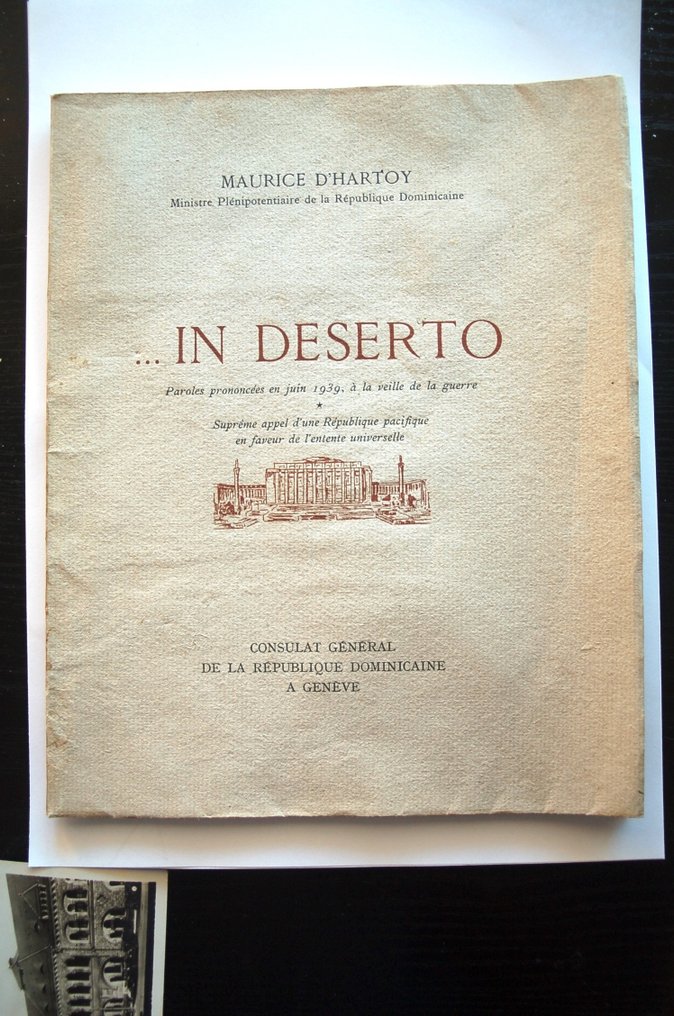 MAURICE D'HARTOY
Ministre Plénipotentiaire de la République Dominicaine
... IN DESERTO
Paroles prononcées en juin 1939, à la veille de la guerre
★
Suprême appel d'une République pacifique
en faveur de l'entente universelle
CONSULAT GÉNÉRAL
DE LA RÉPUBLIQUE DOMINICAINE
A GENÈVE